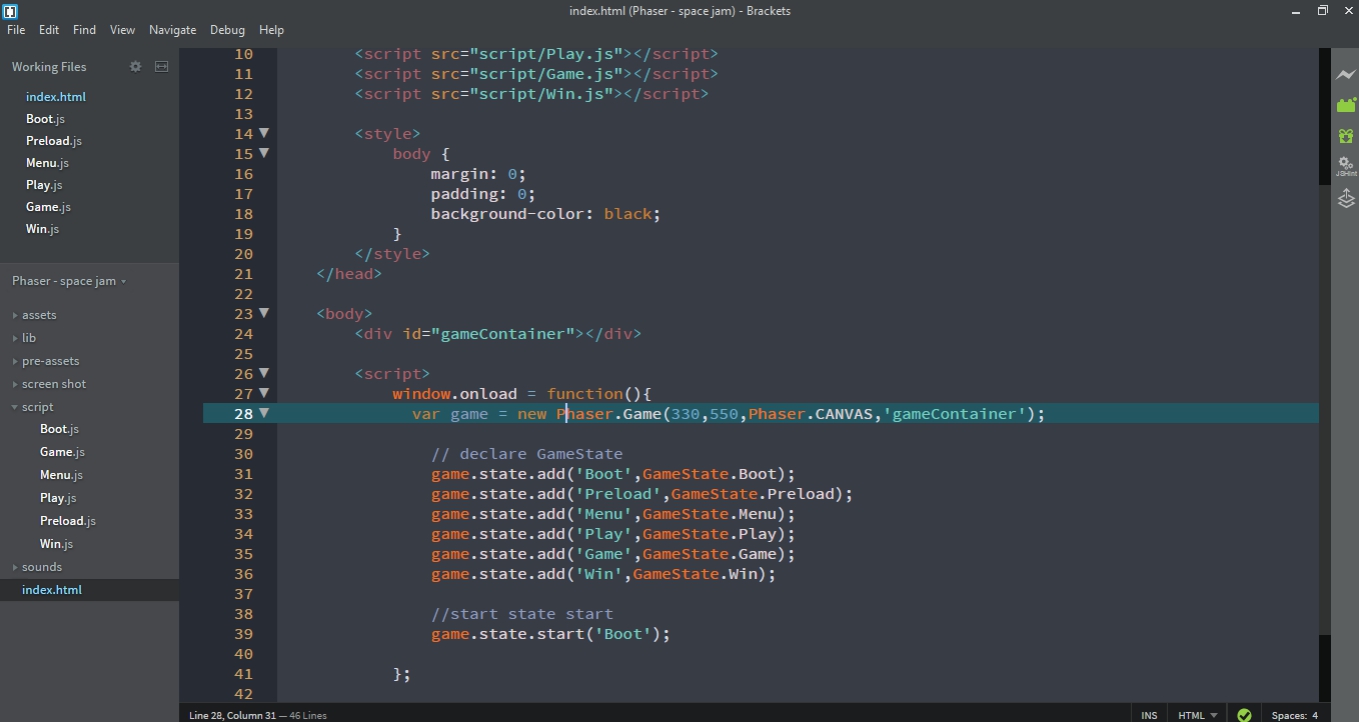 index.html (Phaser - space jam) - Brackets
File Edit Find View Navigate Debug Help
Working Files
index.html
Boot.js
Preload.js
Menu.js
Play.js
Game.js
Win.js
Phaser - space jam
assets
lib
pre-assets
screen shot
script
Boot.js
Game.js
Menu.js
Play.js
Preload.js
Win.js
sounds
index.html
10 <script src="script/Play.js"></script>
11 <script src="script/Game.js"></script>
12 <script src="script/Win.js"></script>
13
14 <style>
15 body {
16 margin: 0;
17 padding: 0;
18 background-color: black;
19 }
20 </style>
21 </head>
22
23 <body>
24 <div id="gameContainer"></div>
25
26 <script>
27 window.onload = function(){
28 var game = new Phaser.Game(330,550,Phaser.CANVAS,'gameContainer');
29
30 // declare GameState
31 game.state.add('Boot',GameState.Boot);
32 game.state.add('Preload',GameState.Preload);
33 game.state.add('Menu',GameState.Menu);
34 game.state.add('Play',GameState.Play);
35 game.state.add('Game',GameState.Game);
36 game.state.add('Win',GameState.Win);
37
38 //start state start
39 game.state.start('Boot');
40
41 };
42
JSHint
Line 28, Column 31 — 46 Lines
INS HTML Spaces: 4